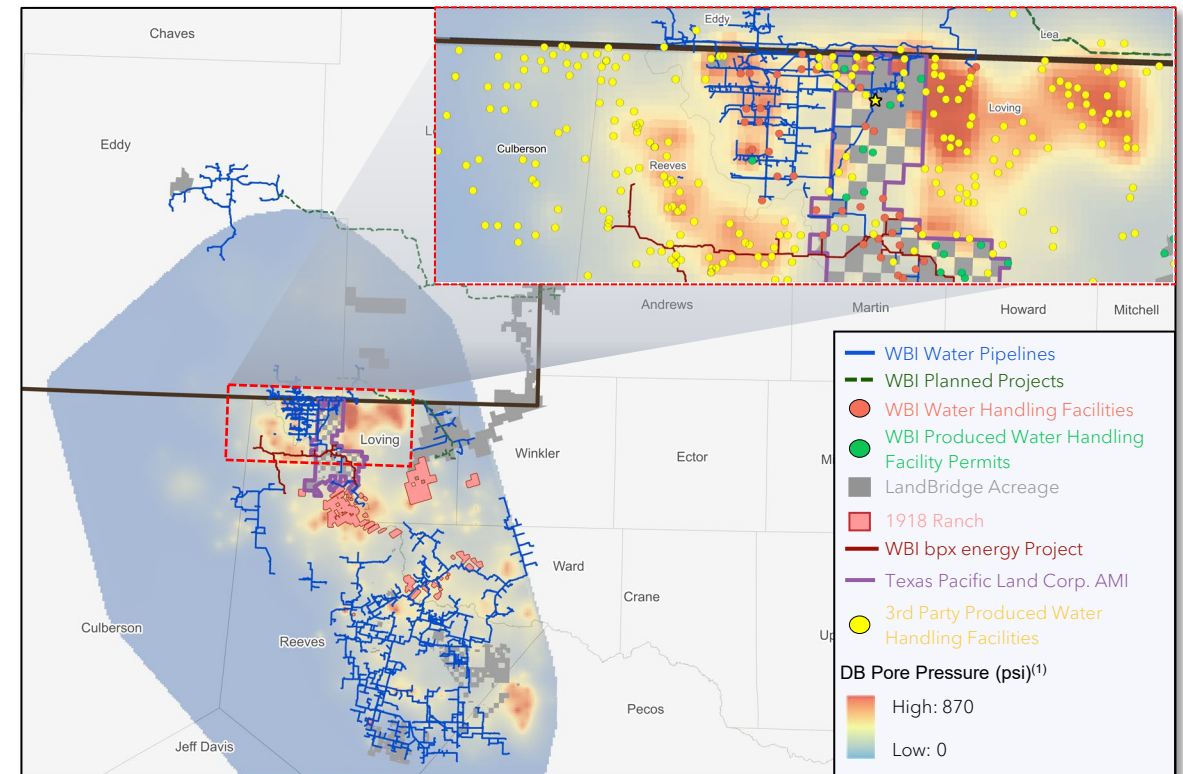 Chaves
Eddy
Lea
Eddy
Culberson
Loving
Reeves
Andrews
Martin
Howard
Mitchell
Loving
Winkler
Ector
Ward
Crane
Culberson
Reeves
Pecos
Jeff Davis
WBI Water Pipelines
WBI Planned Projects
WBI Water Handling Facilities
WBI Produced Water Handling
Facility Permits
LandBridge Acreage
1918 Ranch
WBI bpx energy Project
Texas Pacific Land Corp. AMI
3rd Party Produced Water
Handling Facilities
DB Pore Pressure (psi)(1)
High: 870
Low: 0